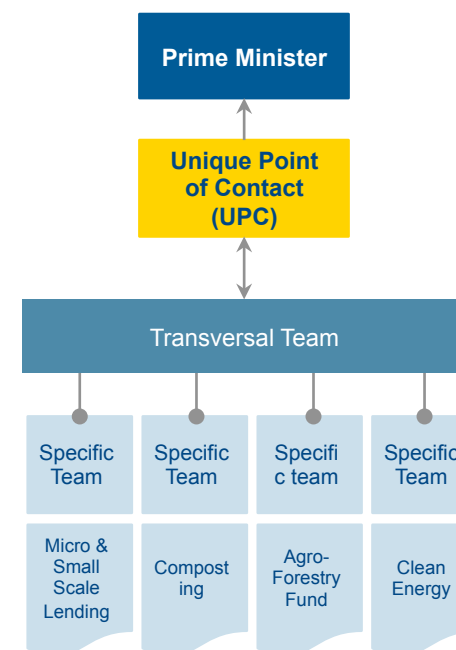 Prime Minister
Unique Point
of Contact
(UPC)
Transversal Team
Specific
Team
Specific
Team
Specifi
c team
Specific
Team
Micro &
Small
Scale
Lending
Compost
ing
Agro-
Forestry
Fund
Clean
Energy